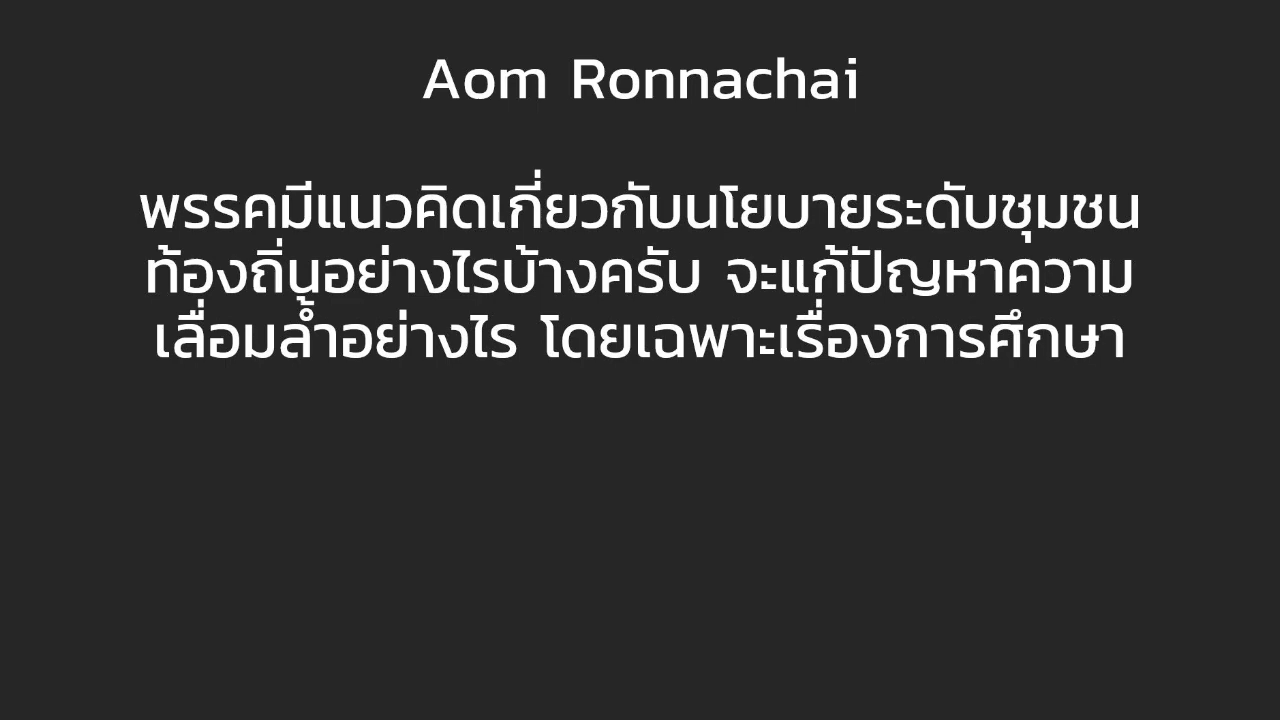 Aom Ronnachai
พรรคมีแนวคิดเกี่ยวกับนโยบายระดับชุมชน
ท้องถิ่นอย่างไรบ้างครับ จะแก้ปัญหาความ
เลื่อมล้ำอย่างไร โดยเฉพาะเรื่องการศึกษา